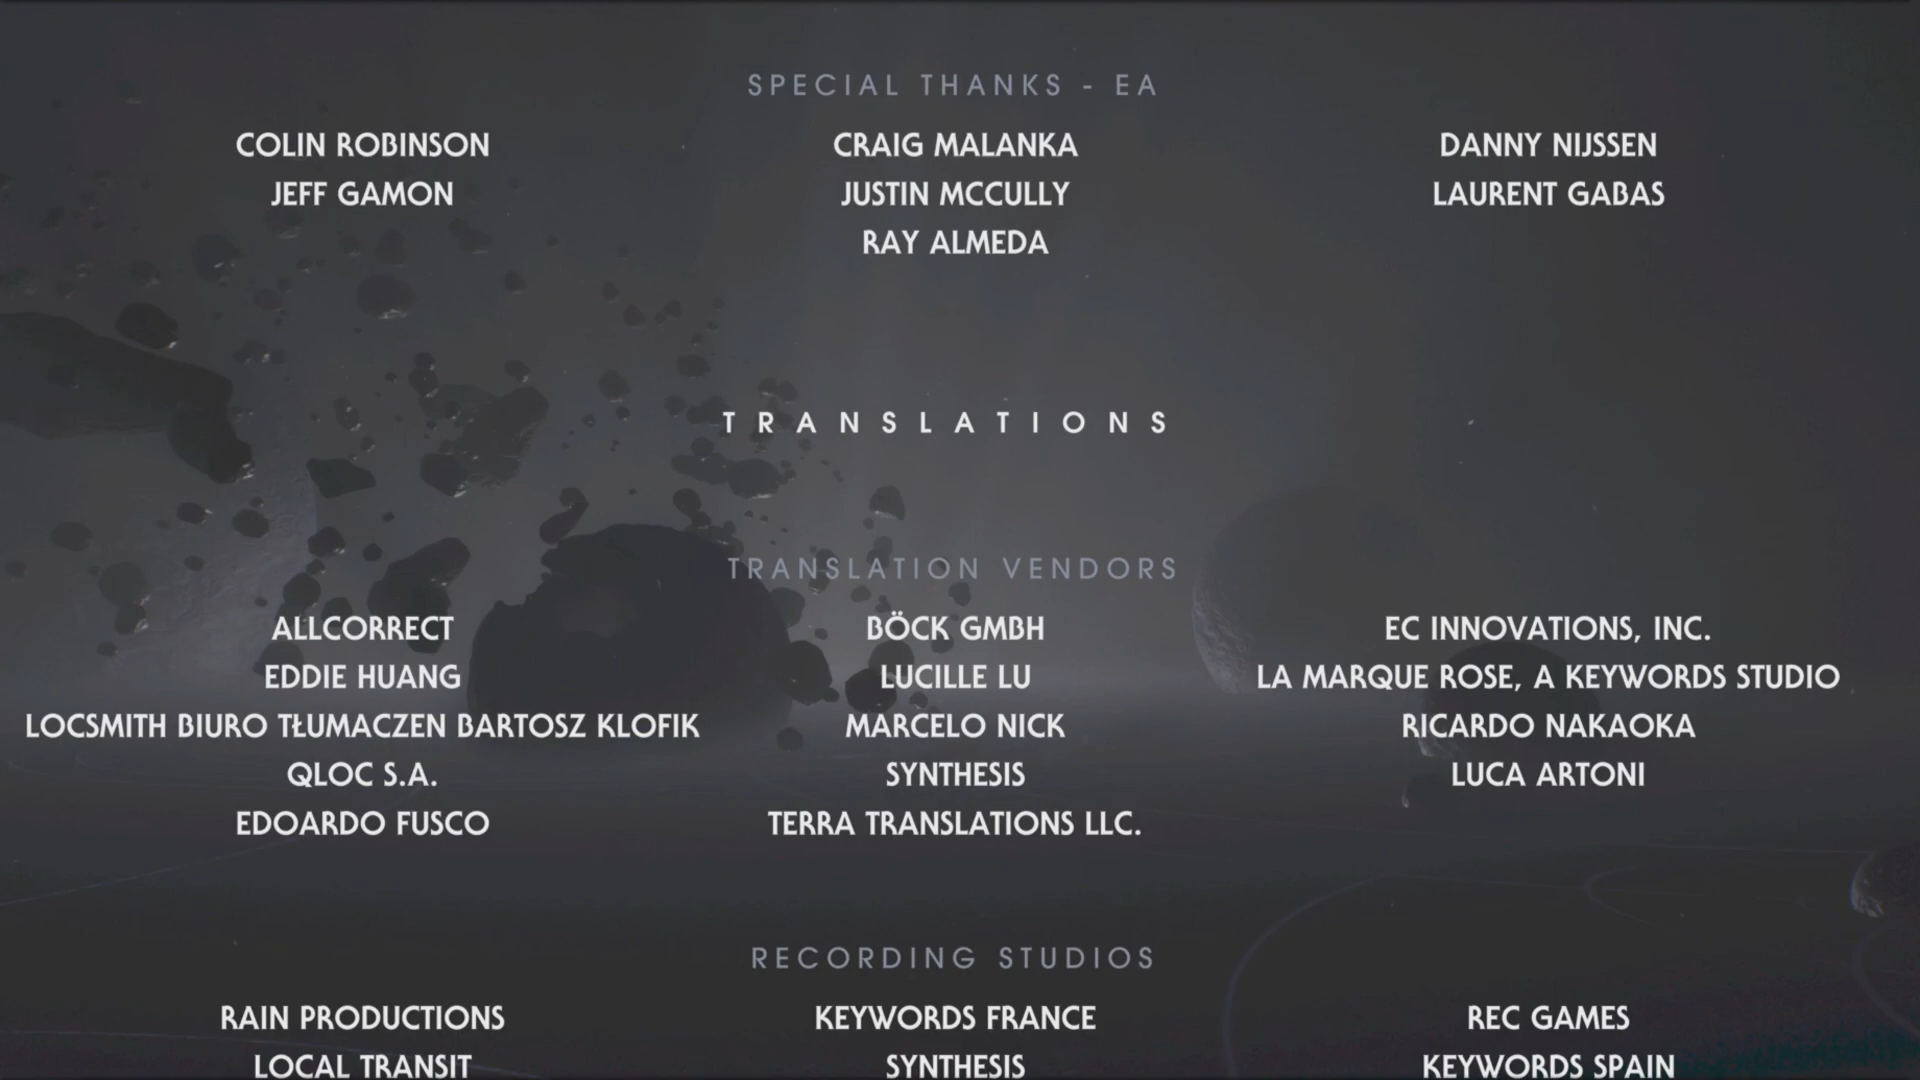 SPECIAL THANKS - EA
COLIN ROBINSON CRAIG MALANKA DANNY NIJSSEN
JEFF GAMON JUSTIN MCCULLY LAURENT GABAS
RAY ALMEDA
TRANSLATIONS
TRANSLATION VENDORS
ALLCORRECT BÖCK GMBH EC INNOVATIONS, INC.
EDDIE HUANG LUCILLE LU LA MARQUE ROSE, A KEYWORDS STUDIO
LOCSMITH BIURO TŁUMACZEN BARTOSZ KLOFIK MARCELO NICK RICARDO NAKAOKA
QLOC S.A. SYNTHESIS LUCA ARTONI
EDOARDO FUSCO TERRA TRANSLATIONS LLC.
RECORDING STUDIOS
RAIN PRODUCTIONS KEYWORDS FRANCE REC GAMES
LOCAL TRANSIT SYNTHESIS KEYWORDS SPAIN